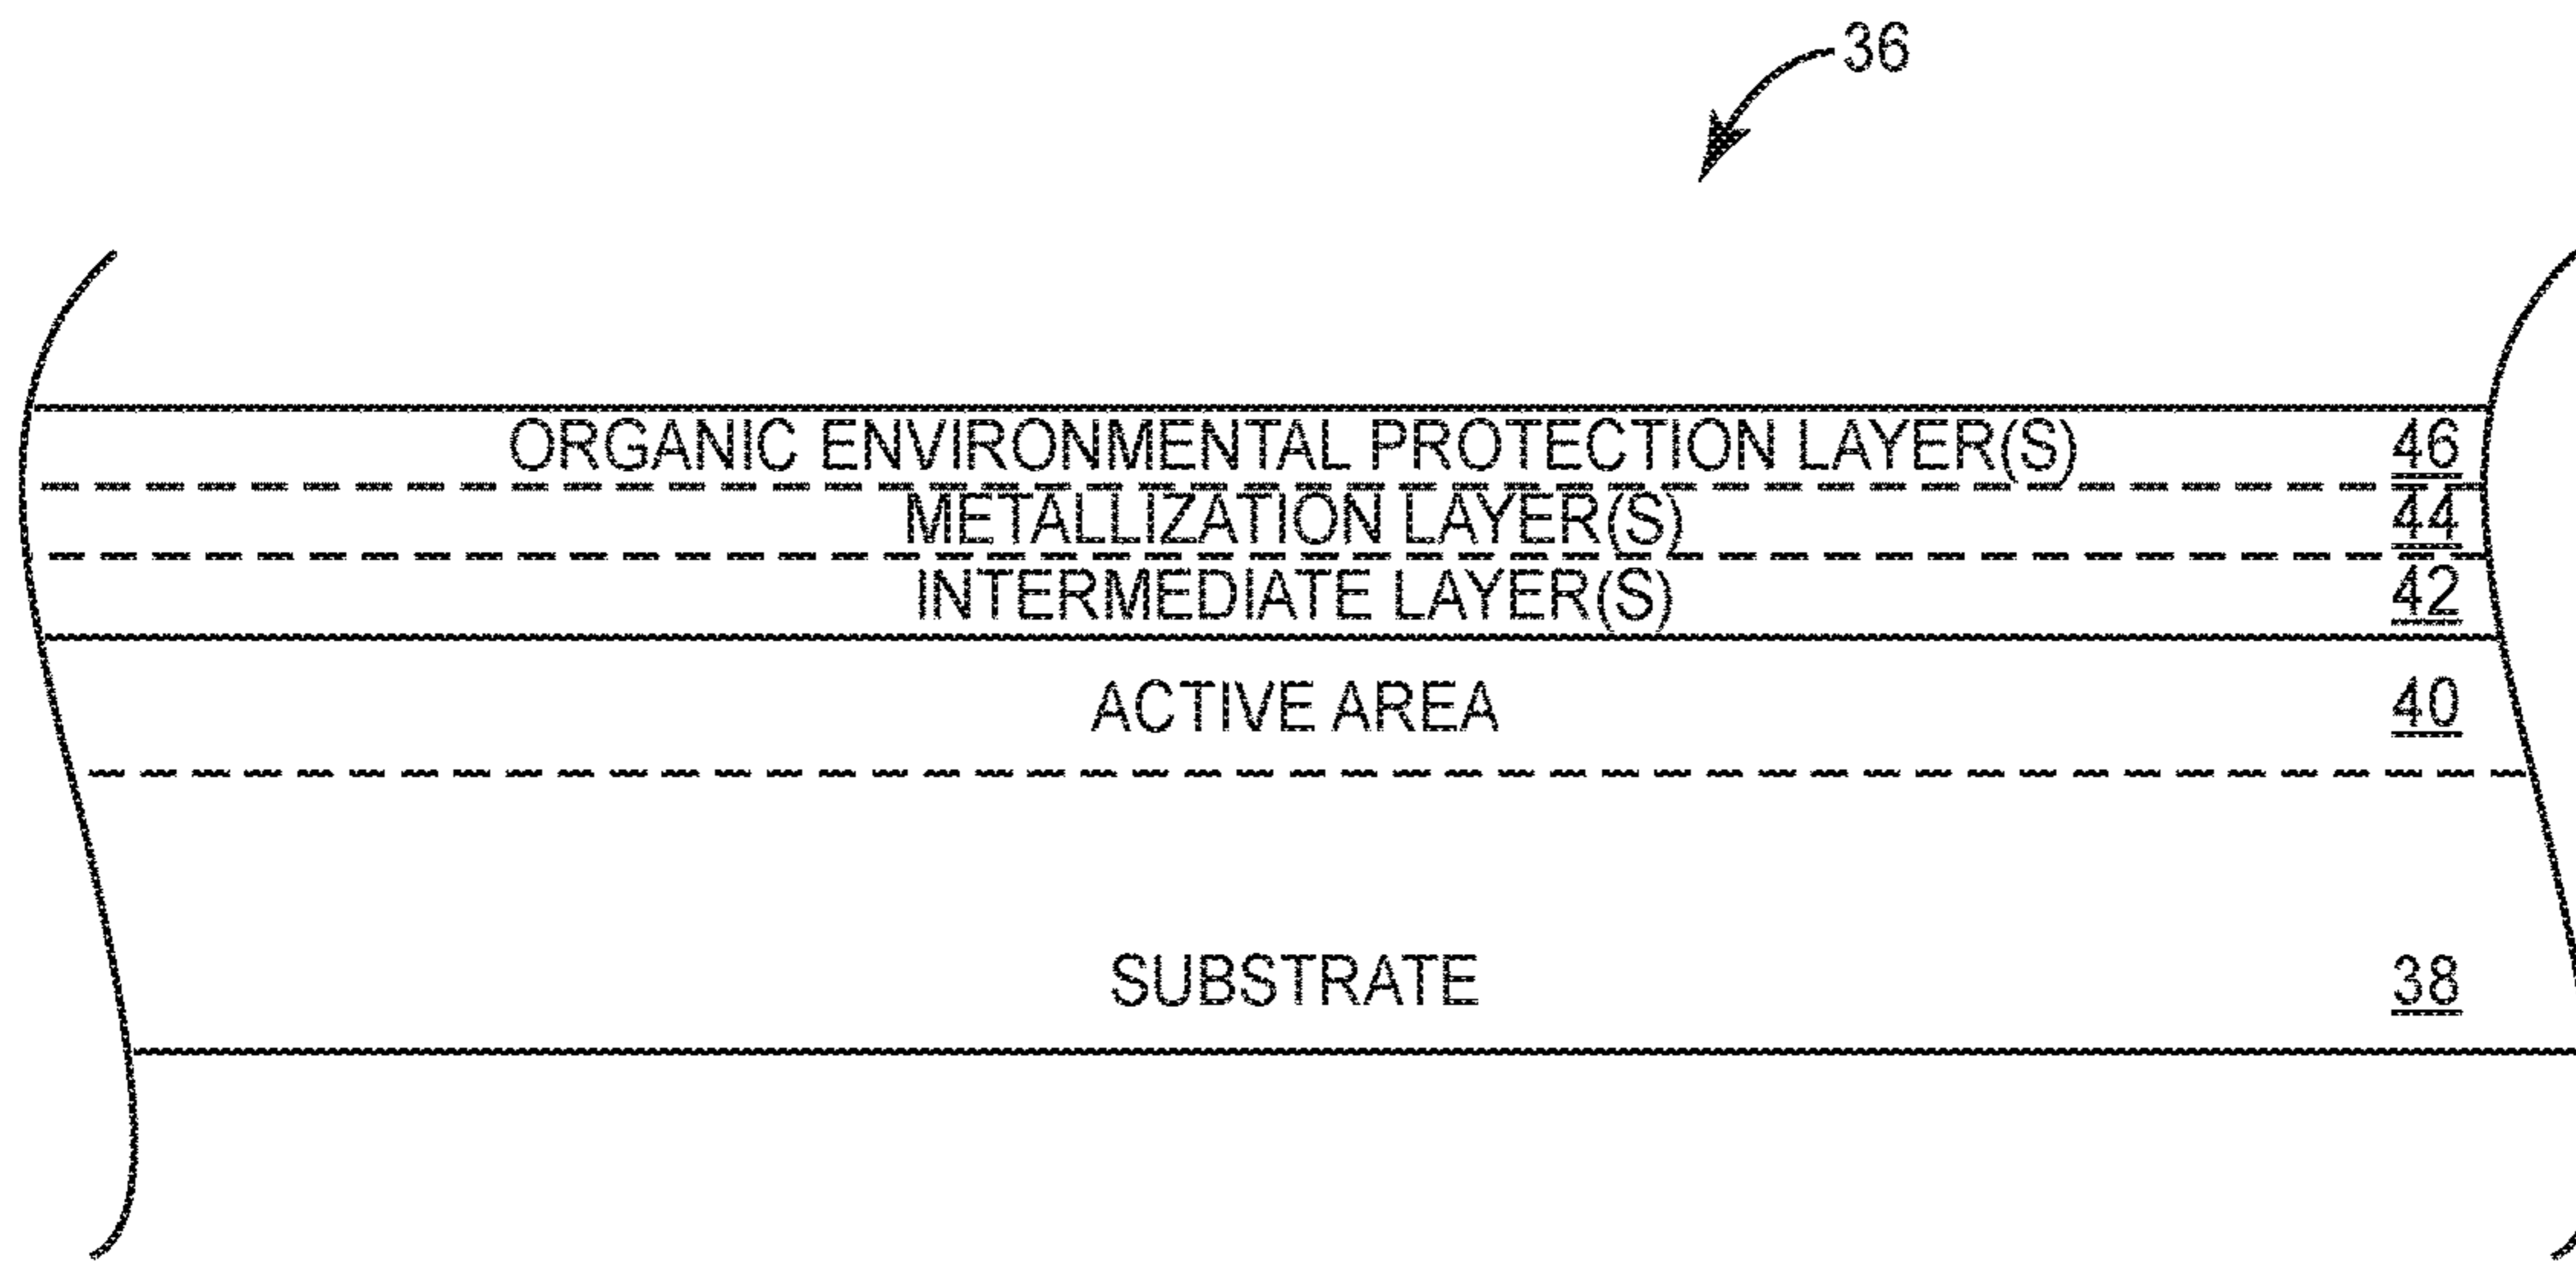 36
ORGANIC ENVIRONMENTAL PROTECTION LAYER(S) 46
METALLIZATION LAYER(S) 44
INTERMEDIATE LAYER(S) 42
ACTIVE AREA 40
SUBSTRATE 38